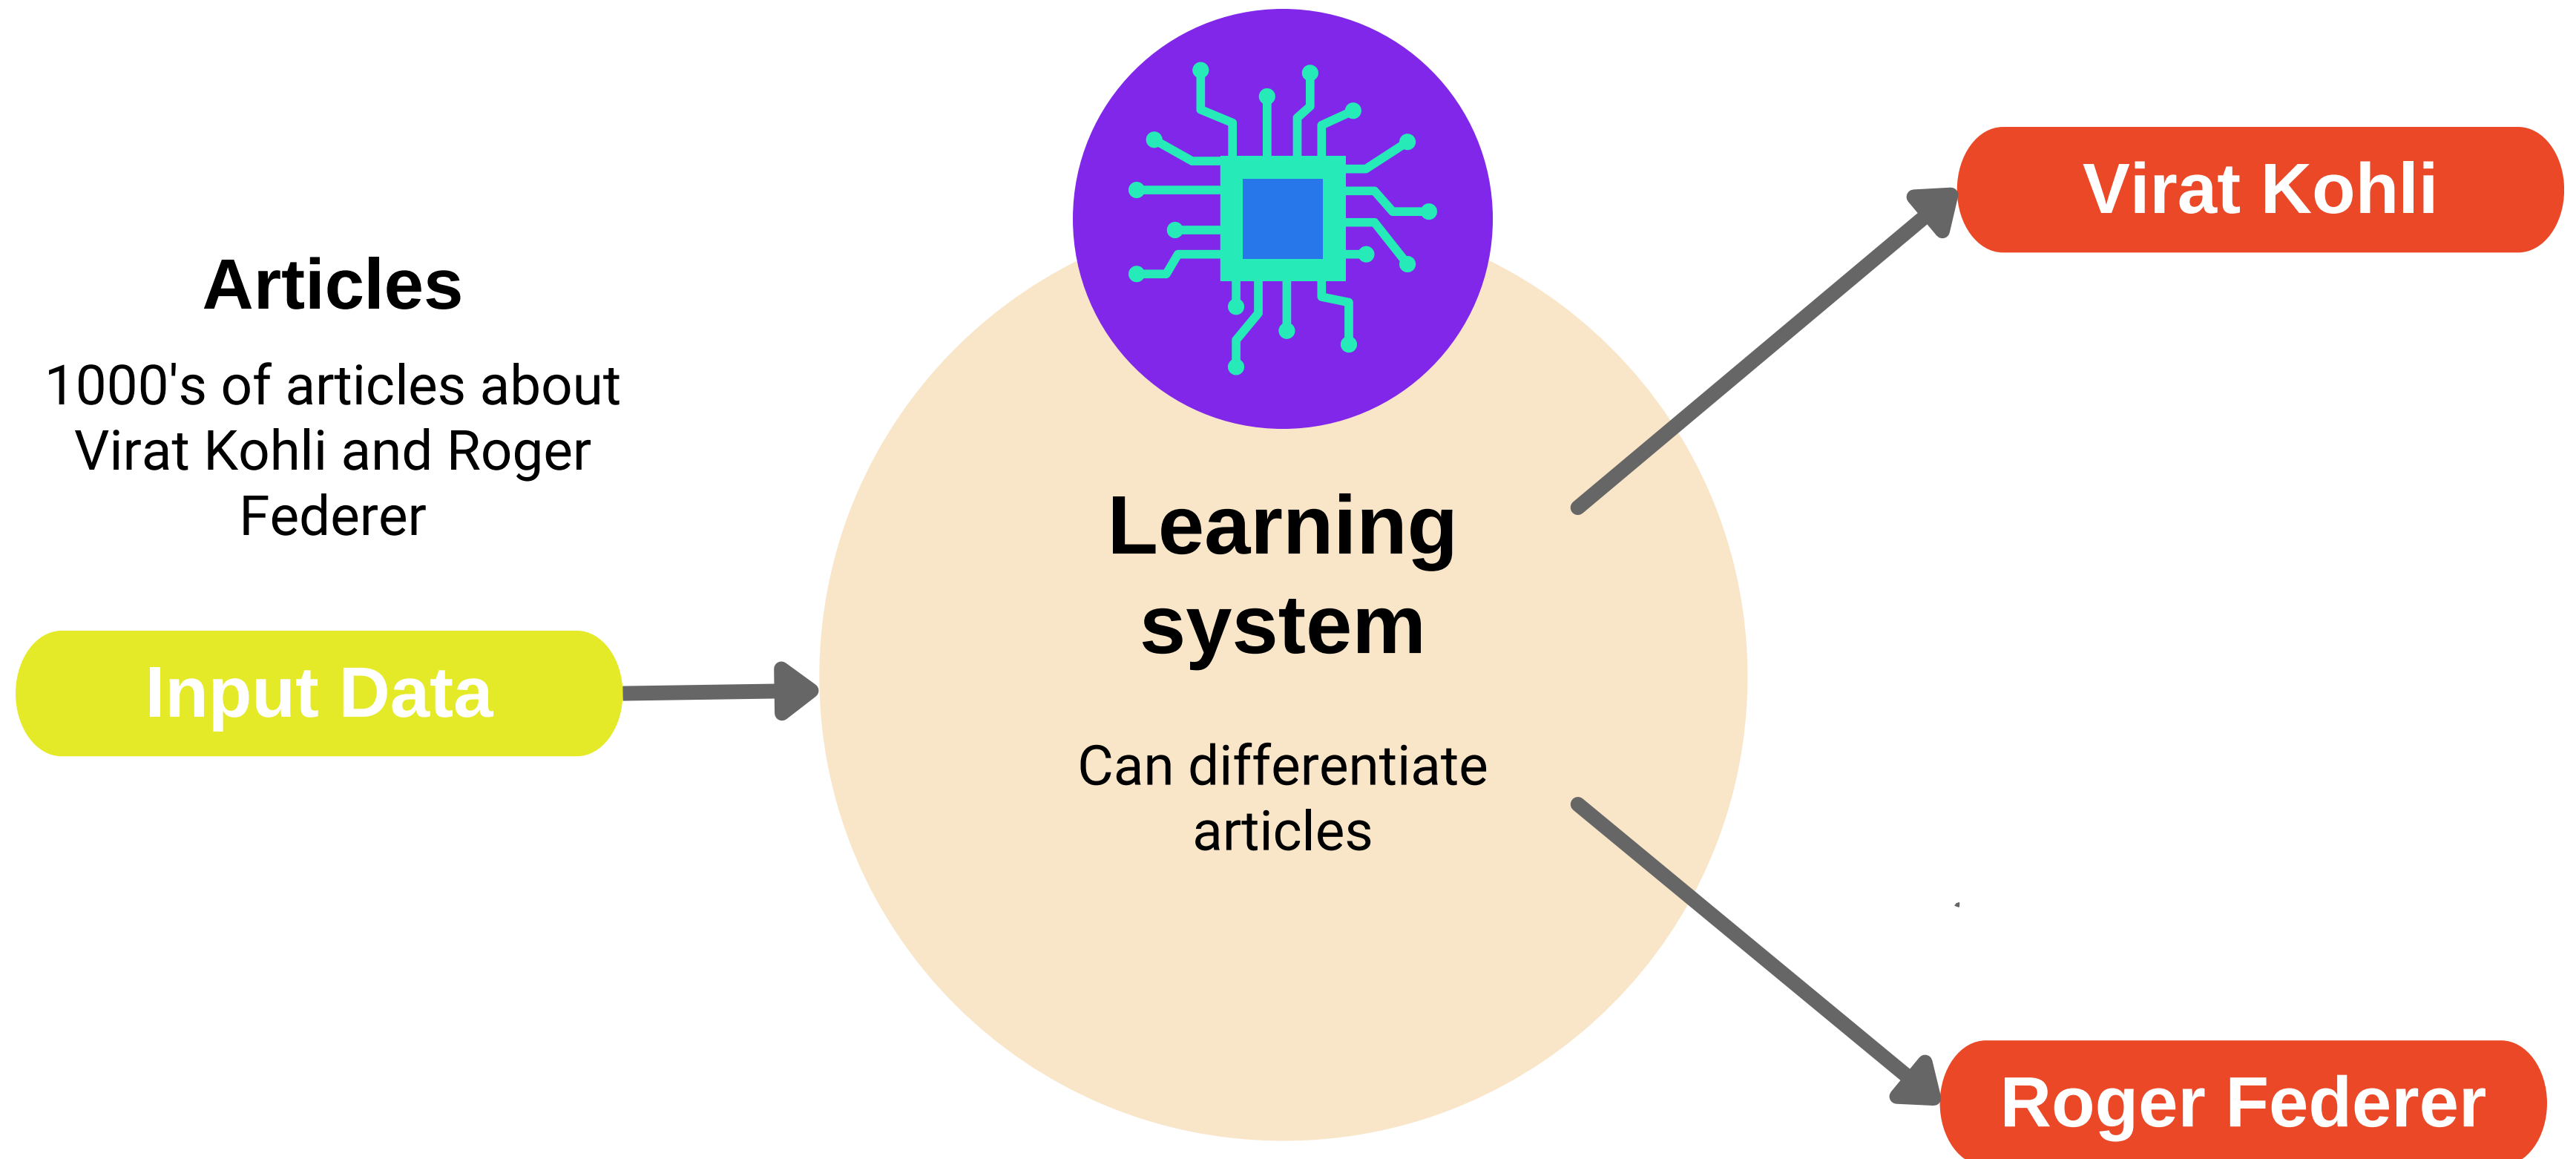 Articles
1000's of articles about
Virat Kohli and Roger
Federer
Input Data
Learning
system
Can differentiate
articles
Virat Kohli
Roger Federer